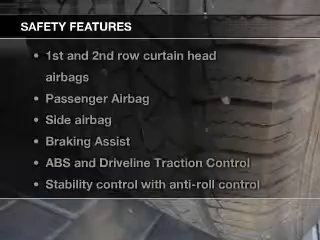 SAFETY FEATURES
• 1st and 2nd row curtain head
airbags
• Passenger Airbag
• Side airbag
• Braking Assist
• ABS and Driveline Traction Control
• Stability control with anti-roll control